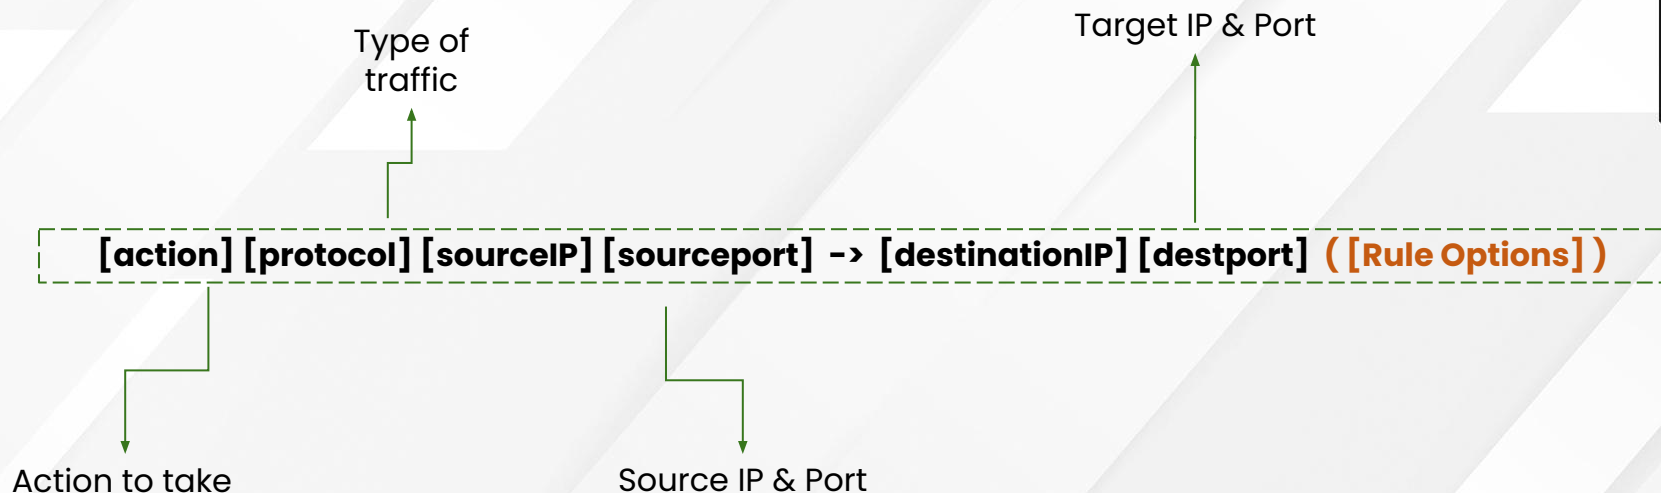 Type of
traffic
Target IP & Port
[action] [protocol] [sourceIP] [sourceport] -> [destinationIP] [destport] ( [Rule Options] )
Action to take
Source IP & Port